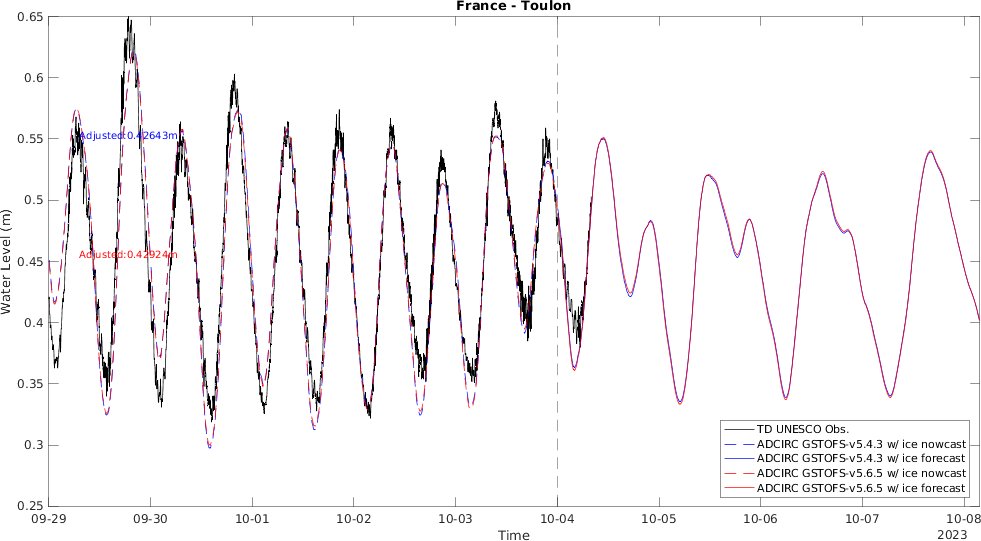 France - Toulon
0.65
0.6
0.55
0.5
0.45
0.4
0.35
0.3
0.25
Water Level (m)
Adjusted:0.42643m
Adjusted:0.42924m
TD UNESCO Obs.
ADCIRC GSTOFS-v5.4.3 w/ ice nowcast
ADCIRC GSTOFS-v5.4.3 w/ ice forecast
ADCIRC GSTOFS-v5.6.5 w/ ice nowcast
ADCIRC GSTOFS-v5.6.5 w/ ice forecast
09-29 09-30 10-01 10-02 10-03 10-04 10-05 10-06 10-07 10-08
Time
2023